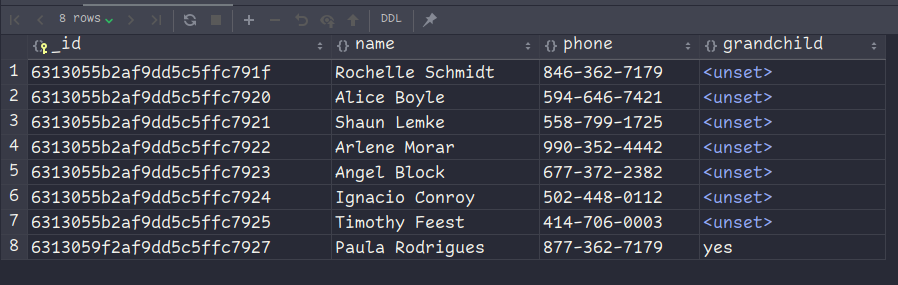 8 rows DDL
_id name phone grandchild
1 6313055b2af9dd5c5ffc791f Rochelle Schmidt 846-362-7179 <unset>
2 6313055b2af9dd5c5ffc7920 Alice Boyle 594-646-7421 <unset>
3 6313055b2af9dd5c5ffc7921 Shaun Lemke 558-799-1725 <unset>
4 6313055b2af9dd5c5ffc7922 Arlene Morar 990-352-4442 <unset>
5 6313055b2af9dd5c5ffc7923 Angel Block 677-372-2382 <unset>
6 6313055b2af9dd5c5ffc7924 Ignacio Conroy 502-448-0112 <unset>
7 6313055b2af9dd5c5ffc7925 Timothy Feest 414-706-0003 <unset>
8 6313059f2af9dd5c5ffc7927 Paula Rodrigues 877-362-7179 yes